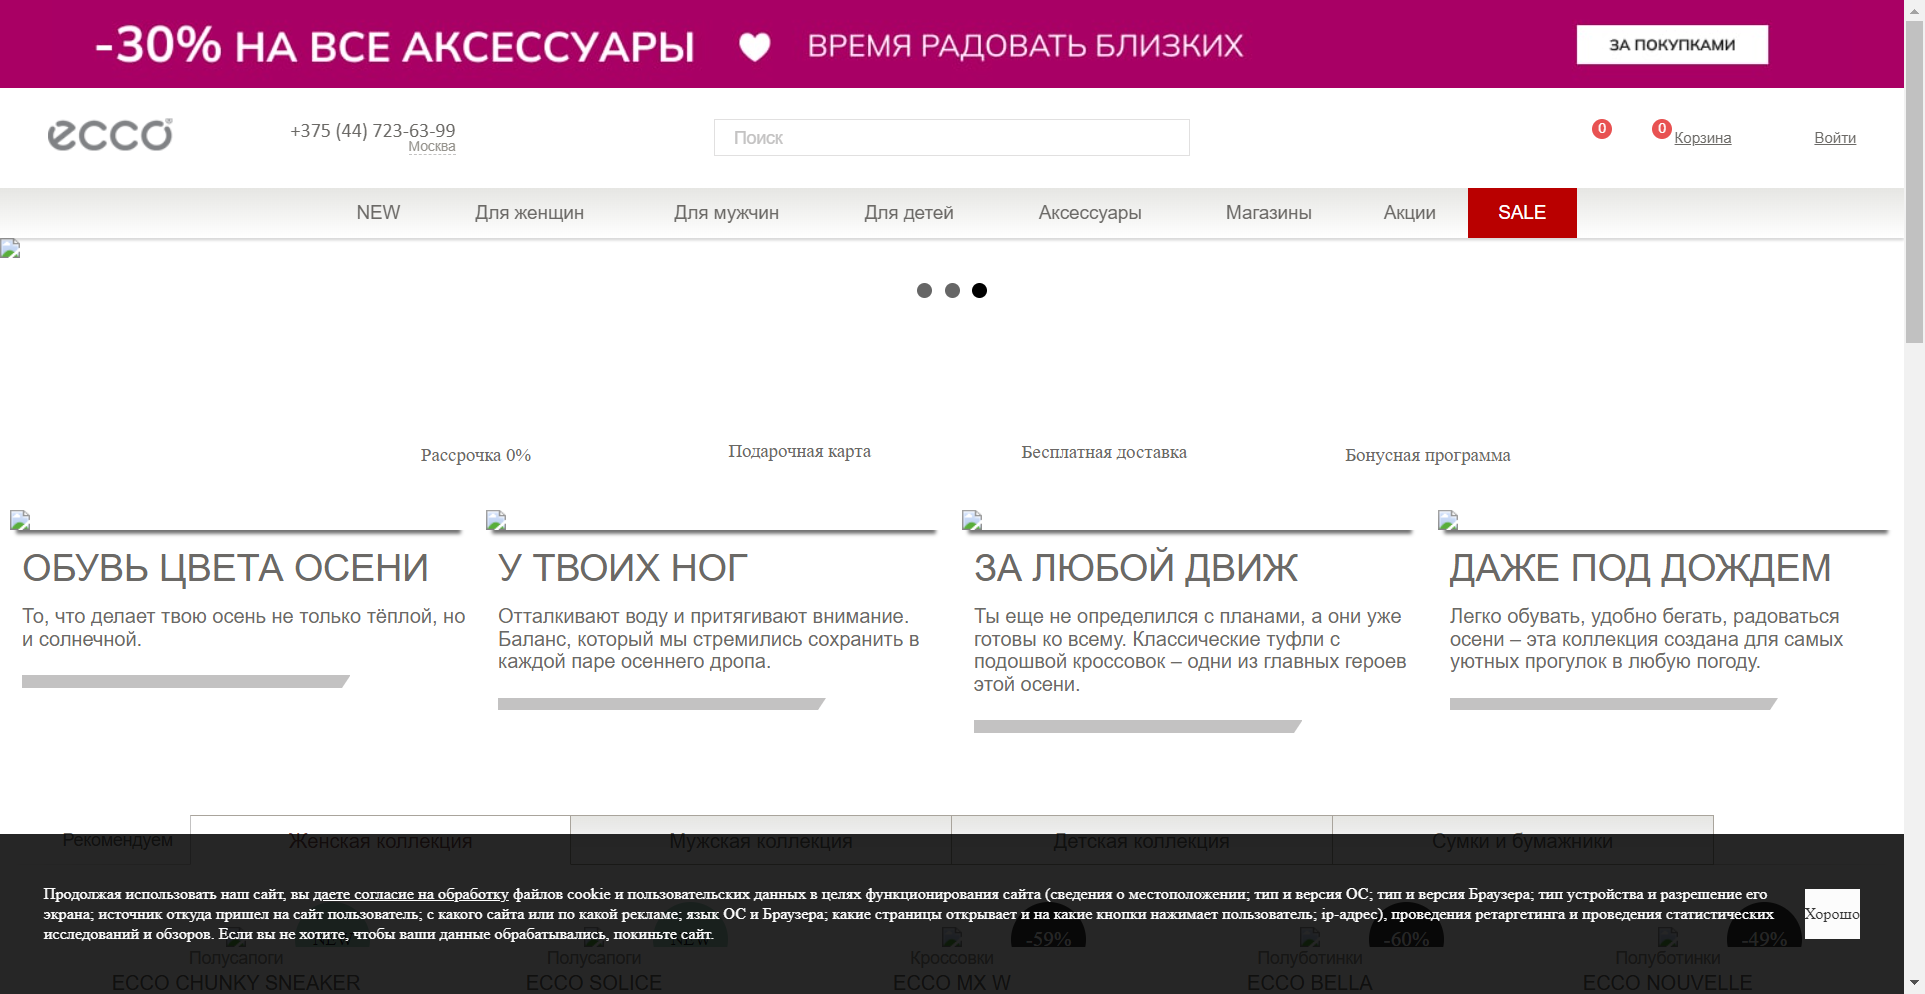 -30% НА ВСЕ АКСЕССУАРЫ
ВРЕМЯ РАДОВАТЬ БЛИЗКИХ
ЗА ПОКУПКАМИ
ecco
+375 (44) 723-63-99
Москва
Поиск
0
0
Корзина
Войти
NEW
Для женщин
Для мужчин
Для детей
Аксессуары
Магазины
Акции
SALE
Рассрочка 0%
Подарочная карта
Бесплатная доставка
Бонусная программа
ОБУВЬ ЦВЕТА ОСЕНИ
То, что делает твою осень не только тёплой, но
и солнечной.
У ТВОИХ НОГ
Отталкивают воду и притягивают внимание.
Баланс, который мы стремились сохранить в
каждой паре осеннего дропа.
ЗА ЛЮБОЙ ДВИЖ
Ты еще не определился с планами, а они уже
готовы ко всему. Классические туфли с
подошвой кроссовок – одни из главных героев
этой осени.
ДАЖЕ ПОД ДОЖДЕМ
Легко обувать, удобно бегать, радоваться
осени – эта коллекция создана для самых
уютных прогулок в любую погоду.
Рекомендуем
Женская коллекция
Мужская коллекция
Детская коллекция
Сумки и бумажники
Продолжая использовать наш сайт, вы даете согласие на обработку файлов cookie и пользовательских данных в целях функционирования сайта (сведения о местоположении; тип и версия ОС; тип и версия Браузера; тип устройства и разрешение его
экрана; источник откуда пришел на сайт пользователь; с какого сайта или по какой рекламе; язык ОС и Браузера; какие страницы открывает и на какие кнопки нажимает пользователь; ip-адрес), проведения ретаргетинга и проведения статистических
исследований и обзоров. Если вы не хотите, чтобы ваши данные обрабатывались, покиньте сайт.
Хорошо
NEW
NEW
-59%
-60%
-49%
Полусапоги
Полусапоги
Кроссовки
Полуботинки
Полуботинки
ECCO CHUNKY SNEAKER
ECCO SOLICE
ECCO MX W
ECCO BELLA
ECCO NOUVELLE